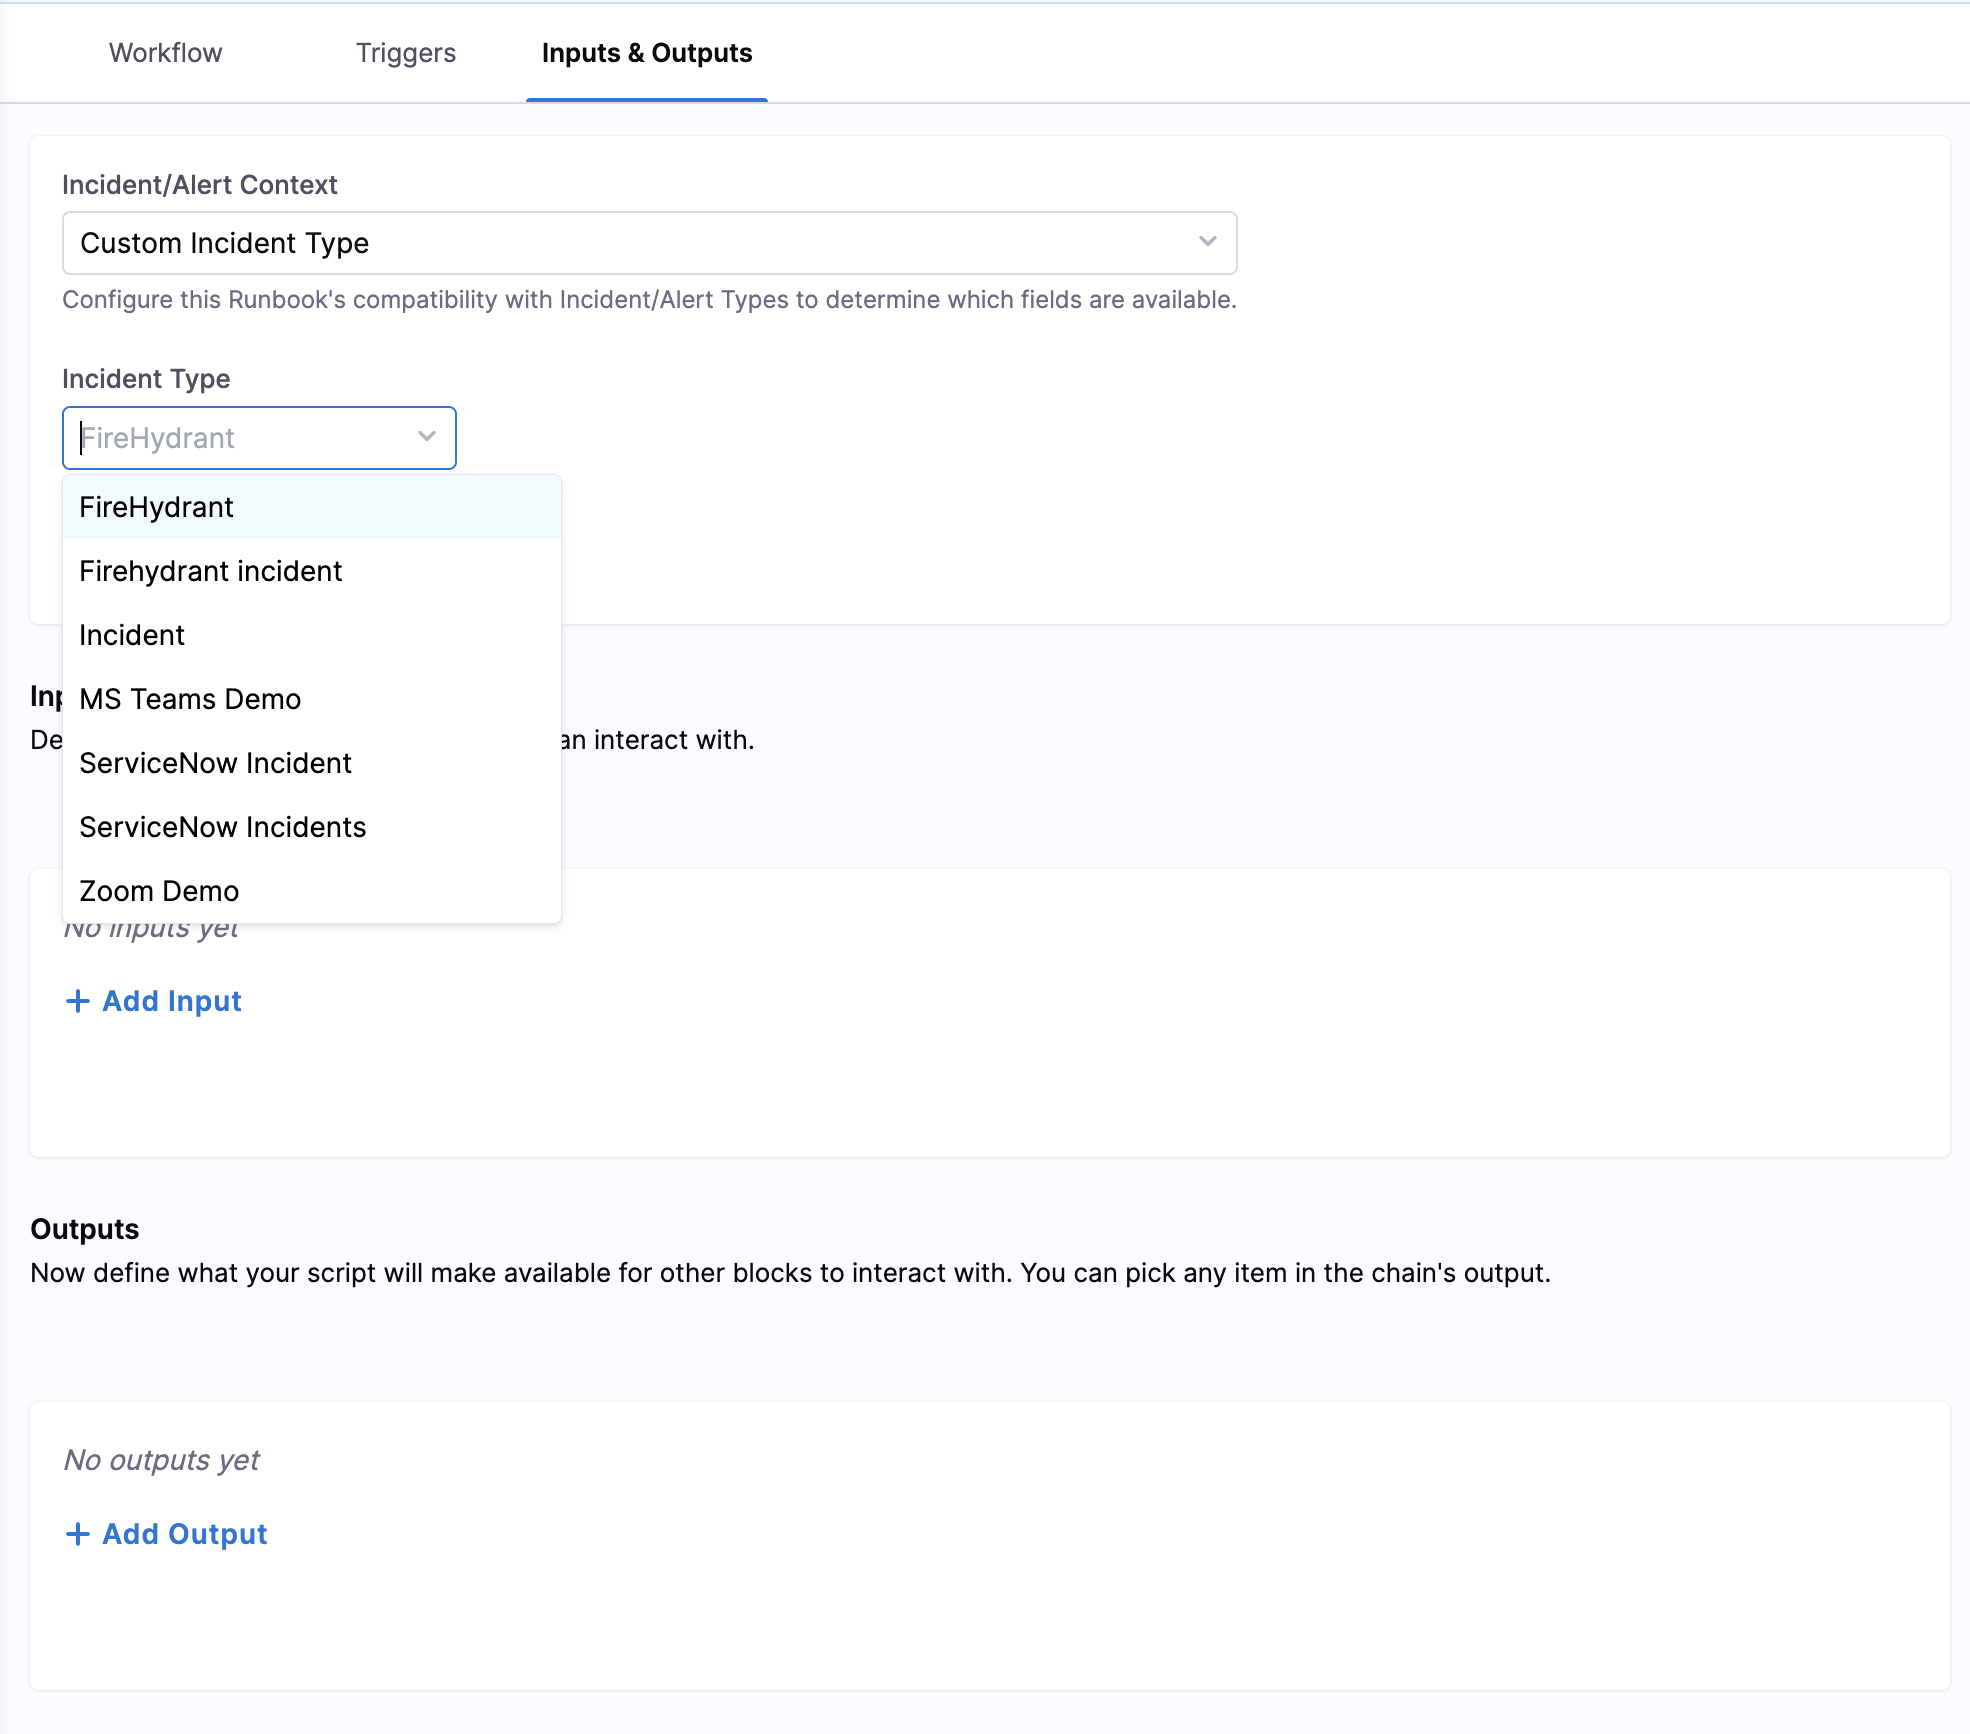 Workflow Triggers Inputs & Outputs
Incident/Alert Context
Custom Incident Type
Configure this Runbook's compatibility with Incident/Alert Types to determine which fields are available.
Incident Type
FireHydrant
FireHydrant
Firehydrant incident
Incident
MS Teams Demo
an interact with.
ServiceNow Incident
ServiceNow Incidents
Zoom Demo
No inputs yet
+ Add Input
Outputs
Now define what your script will make available for other blocks to interact with. You can pick any item in the chain's output.
No outputs yet
+ Add Output